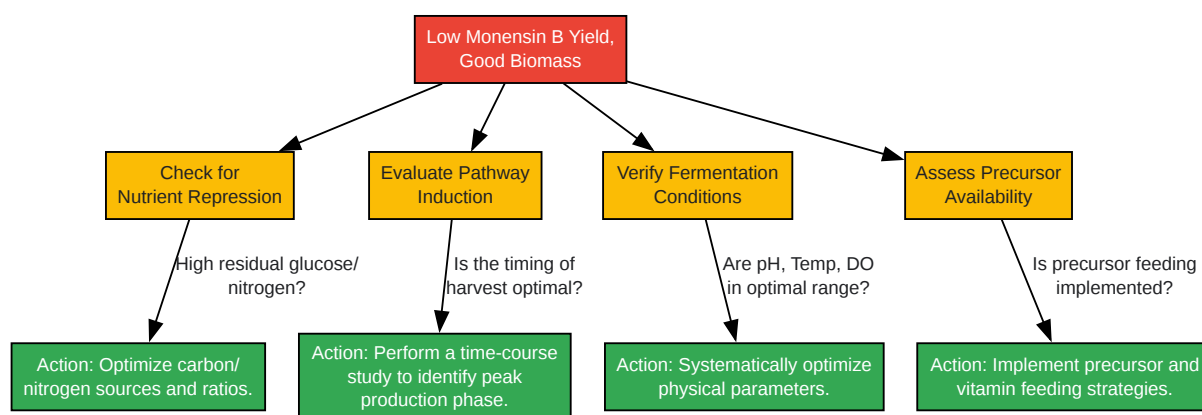 Low Monensin B Yield,
Good Biomass
Check for
Nutrient Repression
Evaluate Pathway
Induction
Verify Fermentation
Conditions
Assess Precursor
Availability
High residual glucose/
nitrogen?
Is the timing of
harvest optimal?
Are pH, Temp, DO
in optimal range?
Is precursor feeding
implemented?
Action: Optimize carbon/
nitrogen sources and ratios.
Action: Perform a time-course
study to identify peak
production phase.
Action: Systematically optimize
physical parameters.
Action: Implement precursor and
vitamin feeding strategies.